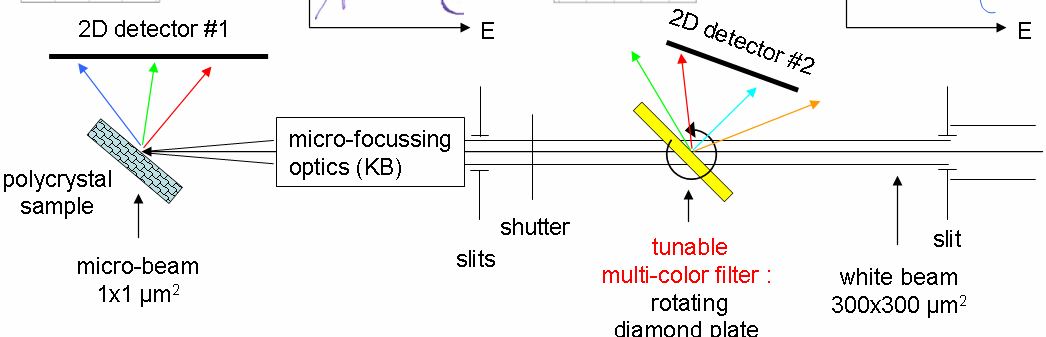 E
E
2D detector #1
2D detector #2
micro-focussing
optics (KB)
polycrystal
sample
shutter
slits
slit
micro-beam
1x1 µm²
tunable
multi-color filter :
rotating
diamond plate
white beam
300x300 µm²